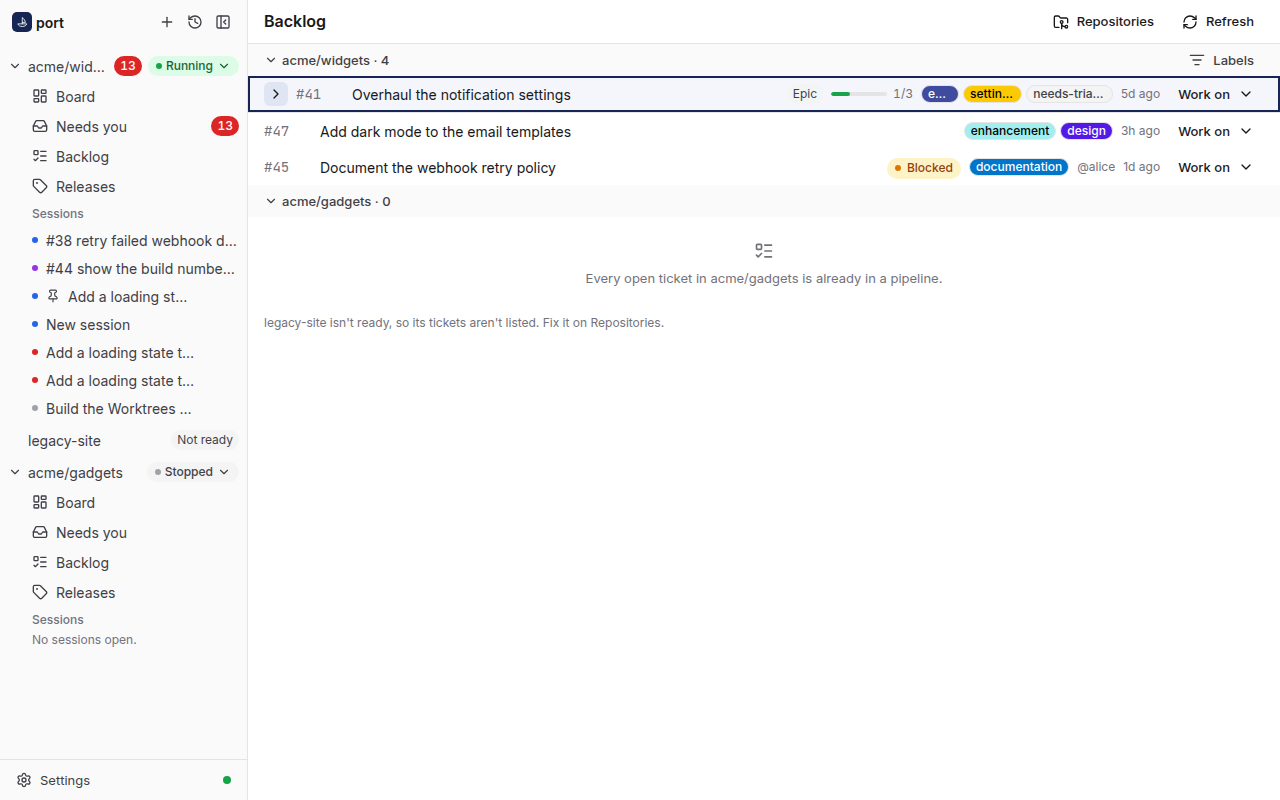 port
acme/wid... 13 Running
Board
Needs you 13
Backlog
Releases
Sessions
#38 retry failed webhook d...
#44 show the build numbe...
Add a loading st...
New session
Add a loading state t...
Add a loading state t...
Build the Worktrees ...
legacy-site Not ready
acme/gadgets Stopped
Board
Needs you
Backlog
Releases
Sessions
No sessions open.
Settings
Backlog Repositories Refresh
acme/widgets · 4 Labels
#41 Overhaul the notification settings Epic 1/3 e... settin... needs-tria... 5d ago Work on
#47 Add dark mode to the email templates enhancement design 3h ago Work on
#45 Document the webhook retry policy Blocked documentation @alice 1d ago Work on
acme/gadgets · 0
Every open ticket in acme/gadgets is already in a pipeline.
legacy-site isn't ready, so its tickets aren't listed. Fix it on Repositories.